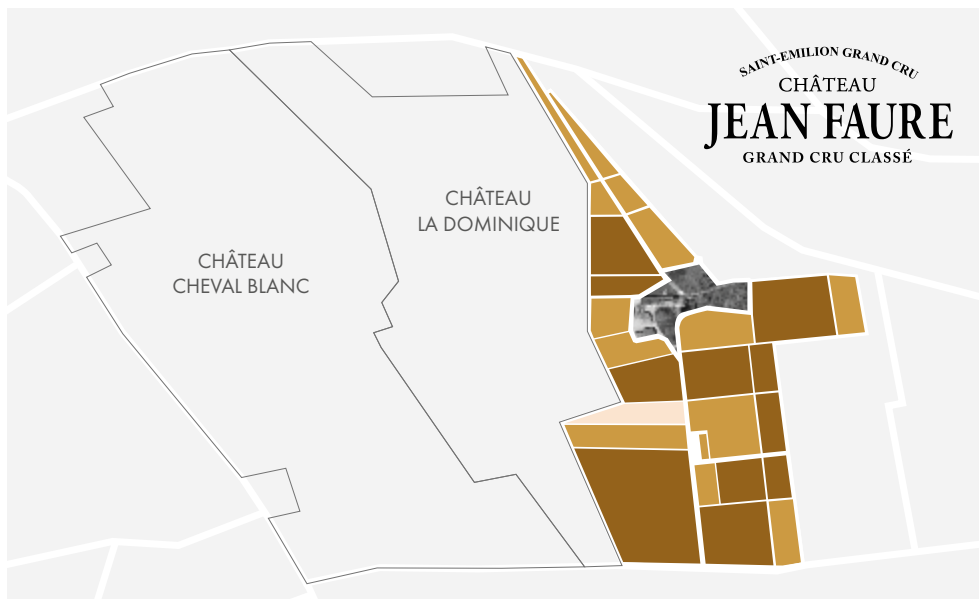 SAINT-EMILION GRAND CRU
CHÂTEAU
JEAN FAURE
GRAND CRU CLASSÉ
CHÂTEAU
LA DOMINIQUE
CHÂTEAU
CHEVAL BLANC